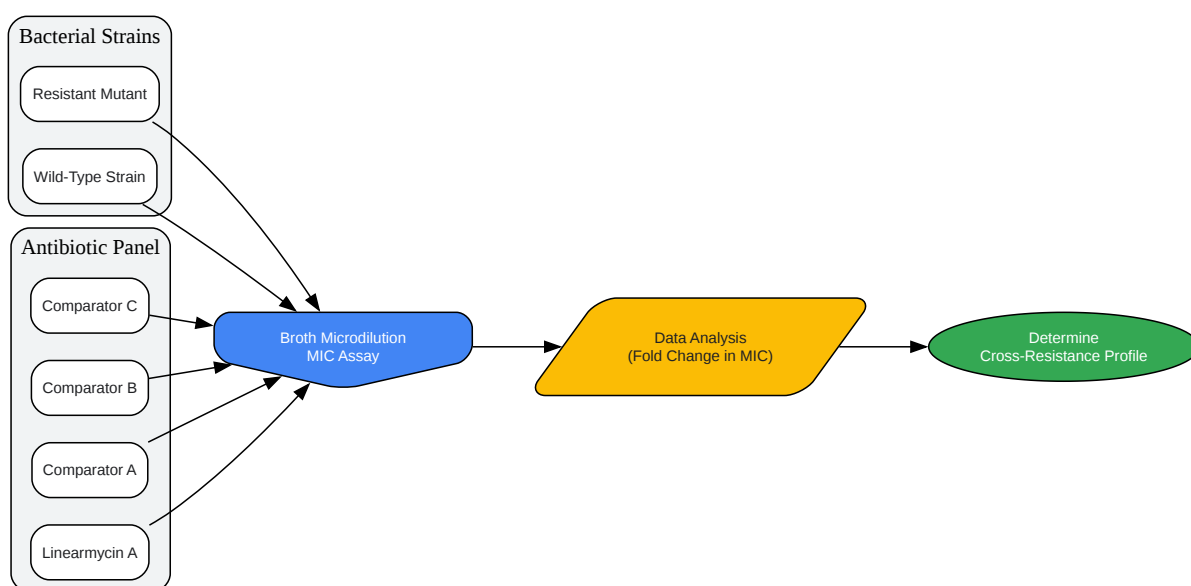 Bacterial Strains
Resistant Mutant
Wild-Type Strain
Antibiotic Panel
Comparator C
Comparator B
Comparator A
Linearmycin A
Broth Microdilution
MIC Assay
Data Analysis
(Fold Change in MIC)
Determine
Cross-Resistance Profile